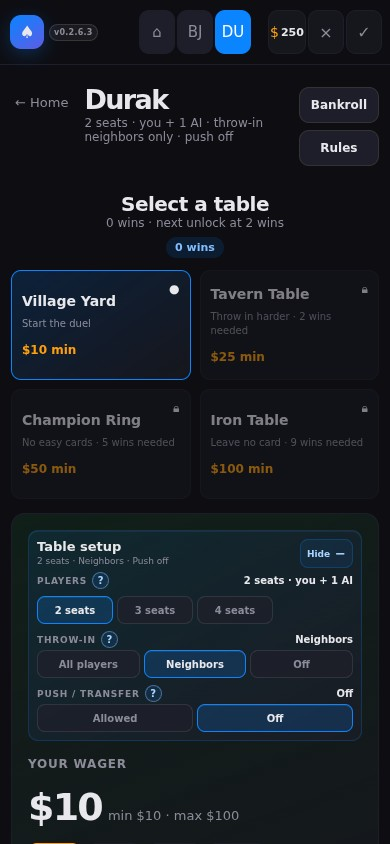 v0.2.6.3
BJ
DU
$ 250
← Home
Durak
2 seats · you + 1 AI · throw-in
neighbors only · push off
Bankroll
Rules
Select a table
0 wins · next unlock at 2 wins
0 wins
Village Yard
Start the duel
$10 min
Tavern Table
Throw in harder · 2 wins
needed
$25 min
Champion Ring
No easy cards · 5 wins needed
$50 min
Iron Table
Leave no card · 9 wins needed
$100 min
Table setup
2 seats · Neighbors · Push off
Hide —
PLAYERS ?
2 seats · you + 1 AI
2 seats
3 seats
4 seats
THROW-IN ?
Neighbors
All players
Neighbors
Off
PUSH / TRANSFER ?
Off
Allowed
Off
YOUR WAGER
$10 min $10 · max $100